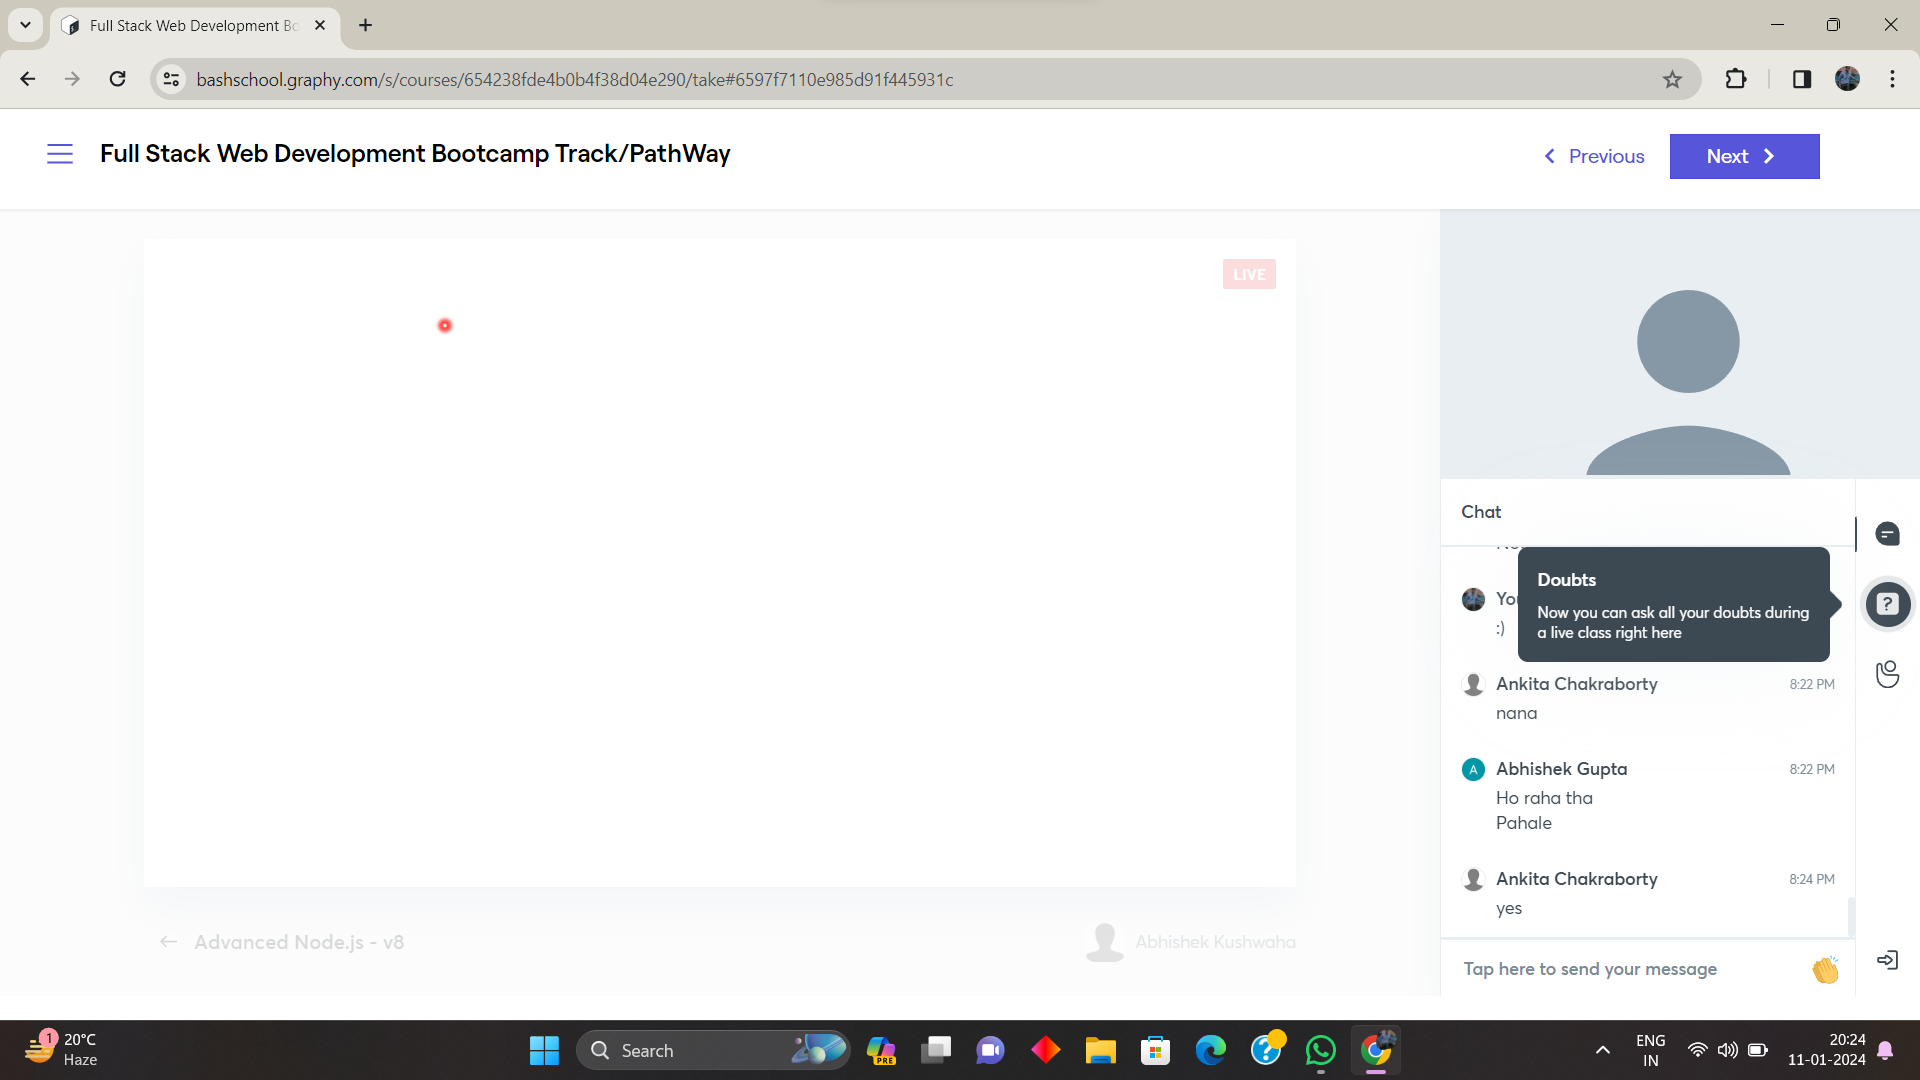 Full Stack Web Development Bo
bashschool.graphy.com/s/courses/654238fde4b0b4f38d04e290/take#6597f7110e985d91f445931c
Full Stack Web Development Bootcamp Track/PathWay
Previous
Next
LIVE
Chat
Doubts
Now you can ask all your doubts during
a live class right here
:)
Ankita Chakraborty 8:22 PM
nana
A
Abhishek Gupta 8:22 PM
Ho raha tha
Pahale
Ankita Chakraborty 8:24 PM
yes
Advanced Node.js - v8
Abhishek Kushwaha
Tap here to send your message
1
20°C
Haze
Search
PRE
ENG
IN
20:24
11-01-2024